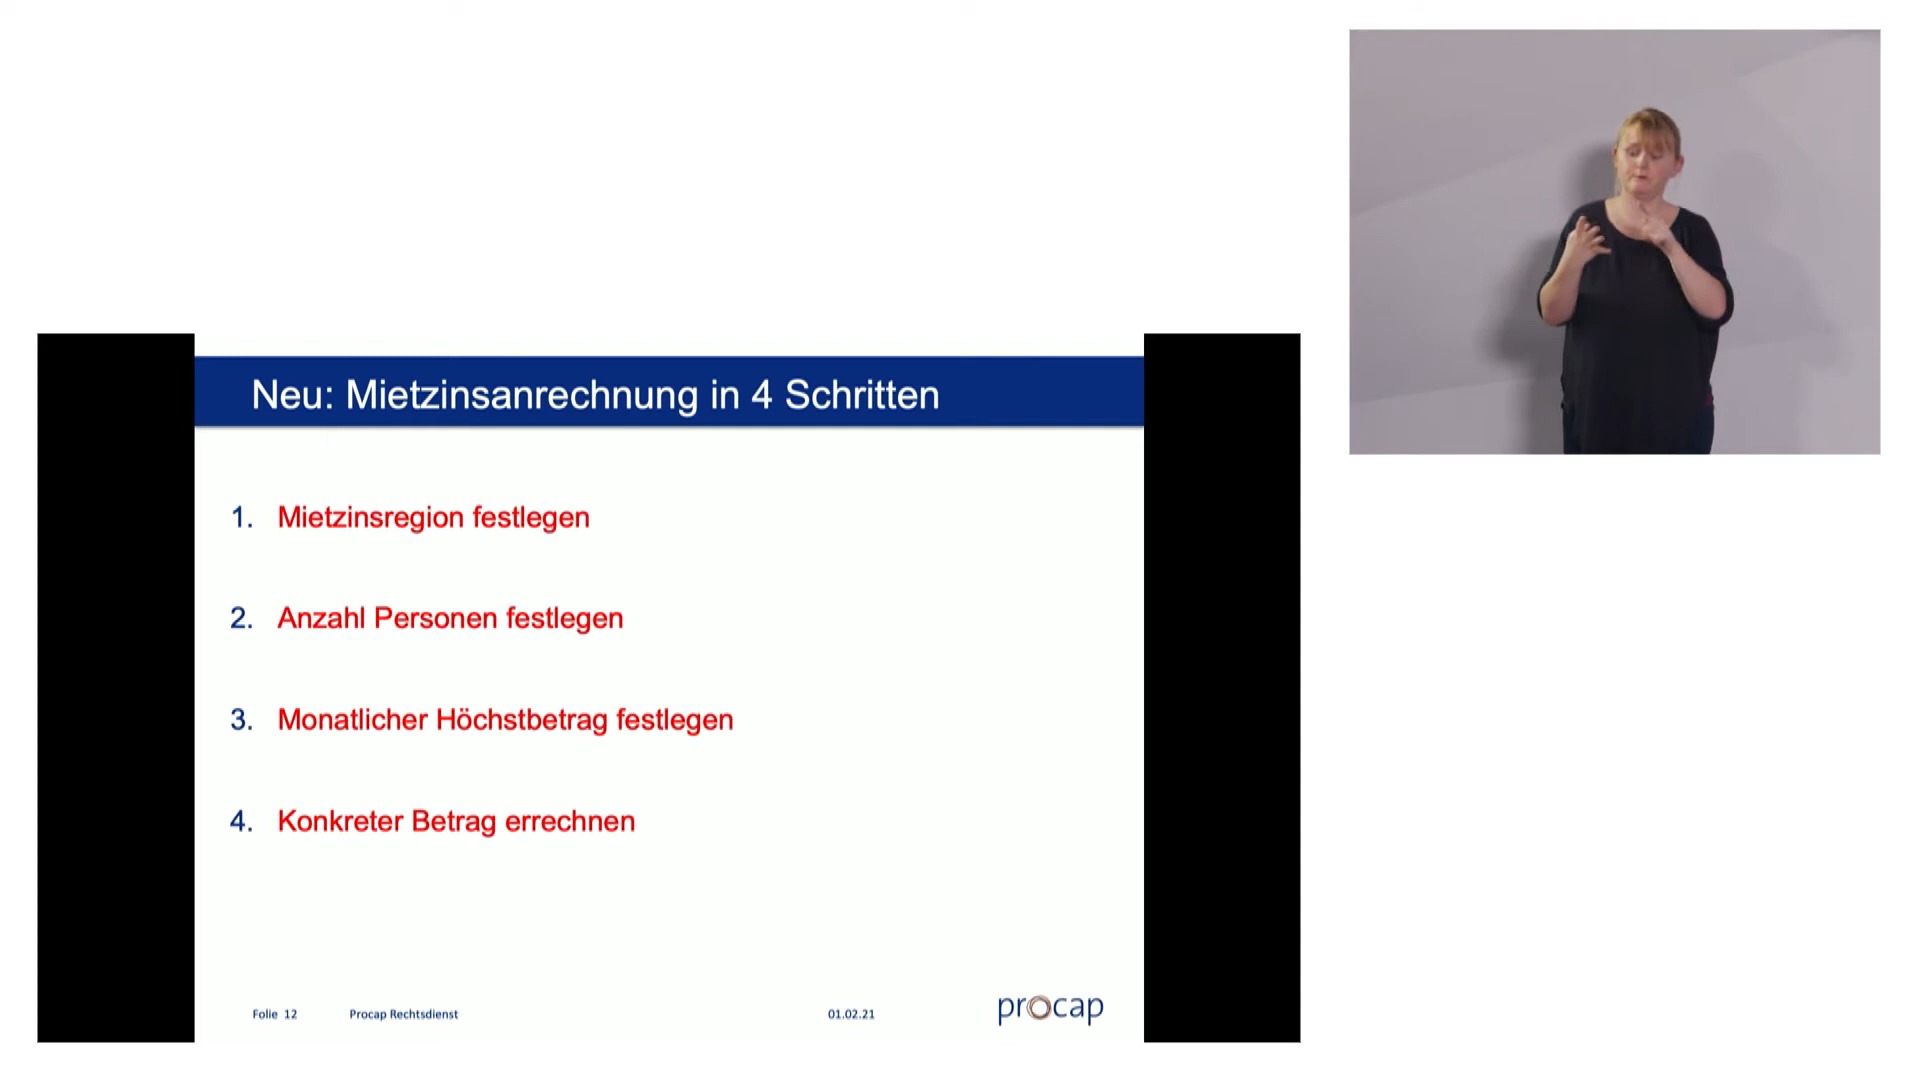 Neu: Mietzinsanrechnung in 4 Schritten
1. Mietzinsregion festlegen
2. Anzahl Personen festlegen
3. Monatlicher Höchstbetrag festlegen
4. Konkreter Betrag errechnen
Folie 12 Procap Rechtsdienst 01.02.21 procap